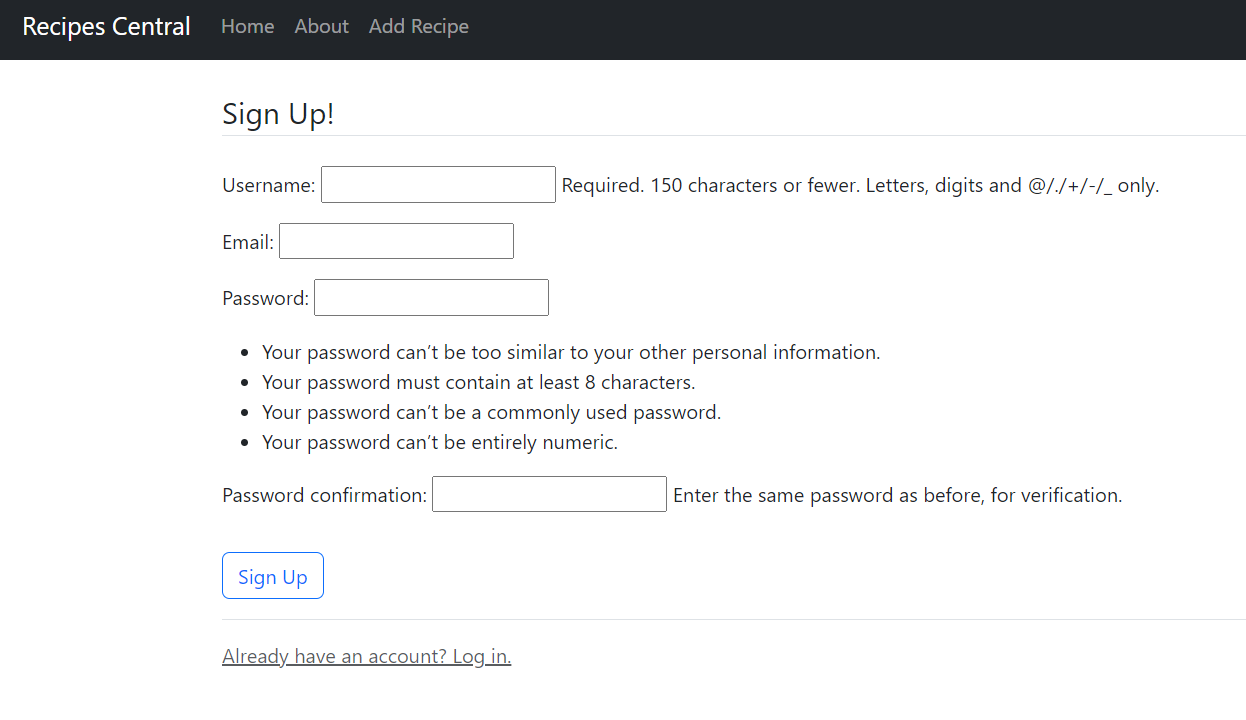 Recipes Central Home About Add Recipe
Sign Up!
Username: Required. 150 characters or fewer. Letters, digits and @/./+/-/_ only.
Email:
Password:
Your password can’t be too similar to your other personal information.
Your password must contain at least 8 characters.
Your password can’t be a commonly used password.
Your password can’t be entirely numeric.
Password confirmation: Enter the same password as before, for verification.
Sign Up
Already have an account? Log in.